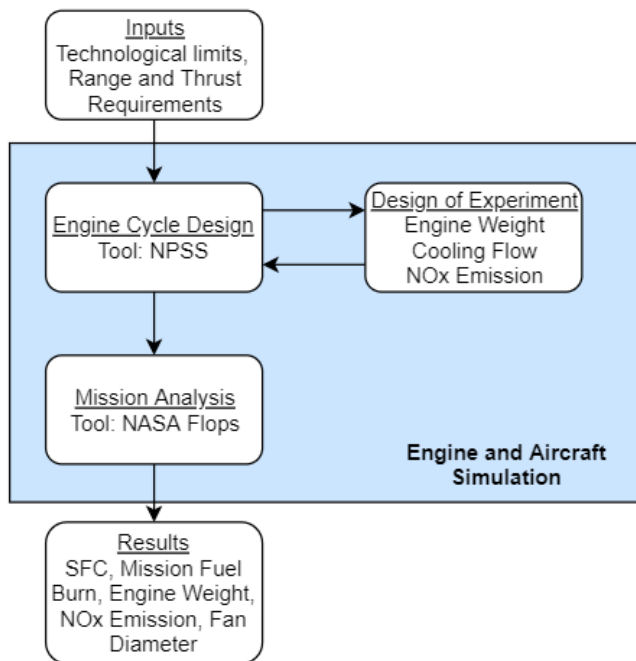 Inputs
Technological limits,
Range and Thrust
Requirements
Engine Cycle Design
Tool: NPSS
Design of Experiment
Engine Weight
Cooling Flow
NOx Emission
Mission Analysis
Tool: NASA Flops
Engine and Aircraft
Simulation
Results
SFC, Mission Fuel
Burn, Engine Weight,
NOx Emission, Fan
Diameter